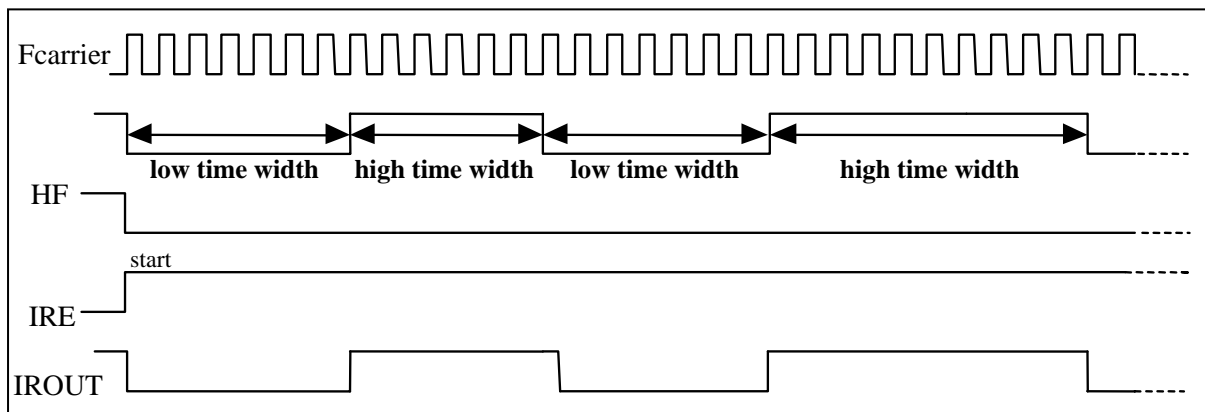 Fcarrier
low time width high time width low time width high time width
HF
start
IRE
IROUT